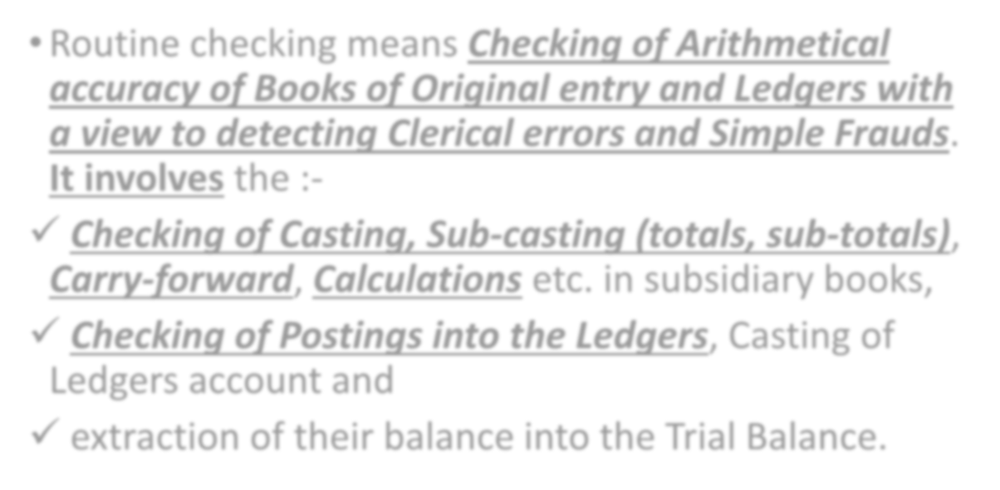 • Routine checking means Checking of Arithmetical
accuracy of Books of Original entry and Ledgers with
a view to detecting Clerical errors and Simple Frauds.
It involves the :-
✓ Checking of Casting, Sub-casting (totals, sub-totals),
Carry-forward, Calculations etc. in subsidiary books,
✓ Checking of Postings into the Ledgers, Casting of
Ledgers account and
✓ extraction of their balance into the Trial Balance.